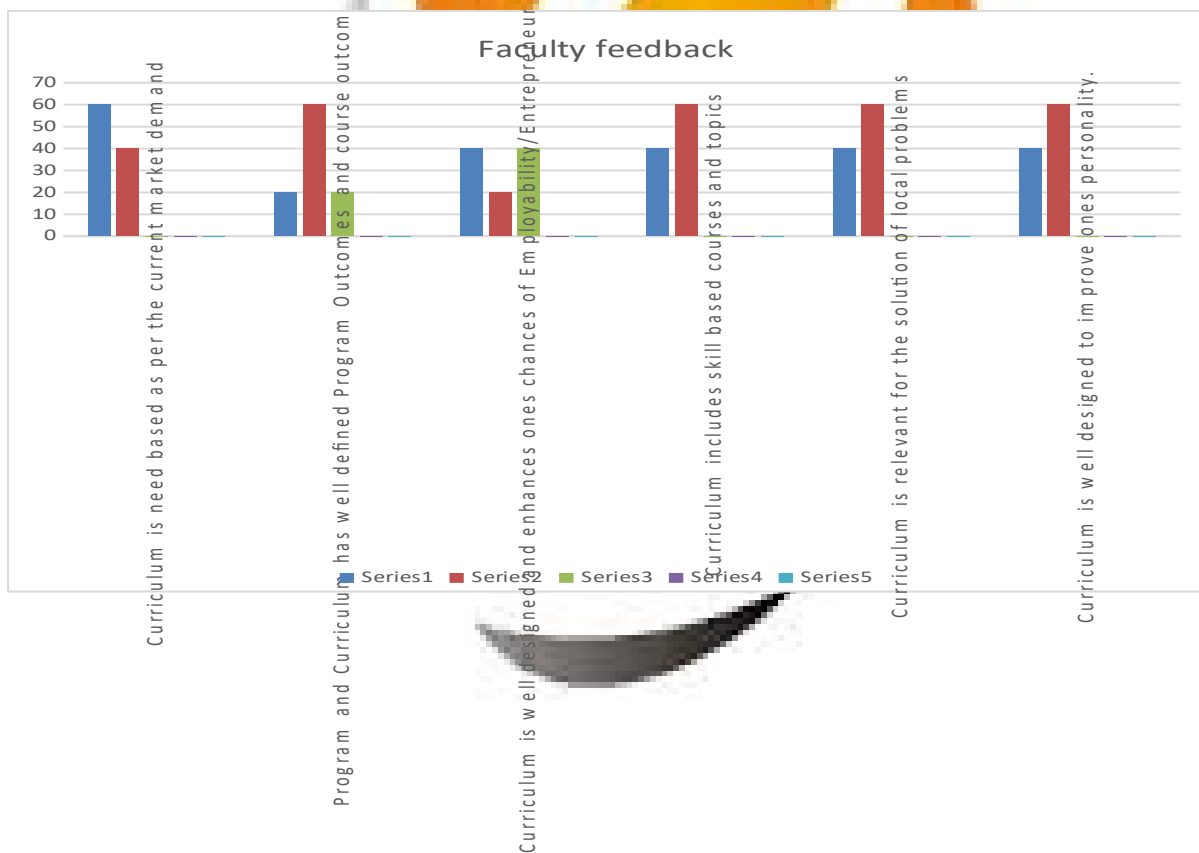 Faculty feedback
70
60
50
40
30
20
10
0
Curriculum is need based as per the current market demand
Program and Curriculum has well defined Program Outcomes and course outcom
Curriculum is well designed and enhances ones chances of Employability/Entrepreneur
Curriculum includes skill based courses and topics
Curriculum is relevant for the solution of local problems
Curriculum is well designed to improve ones personality.
Series1 Series2 Series3 Series4 Series5